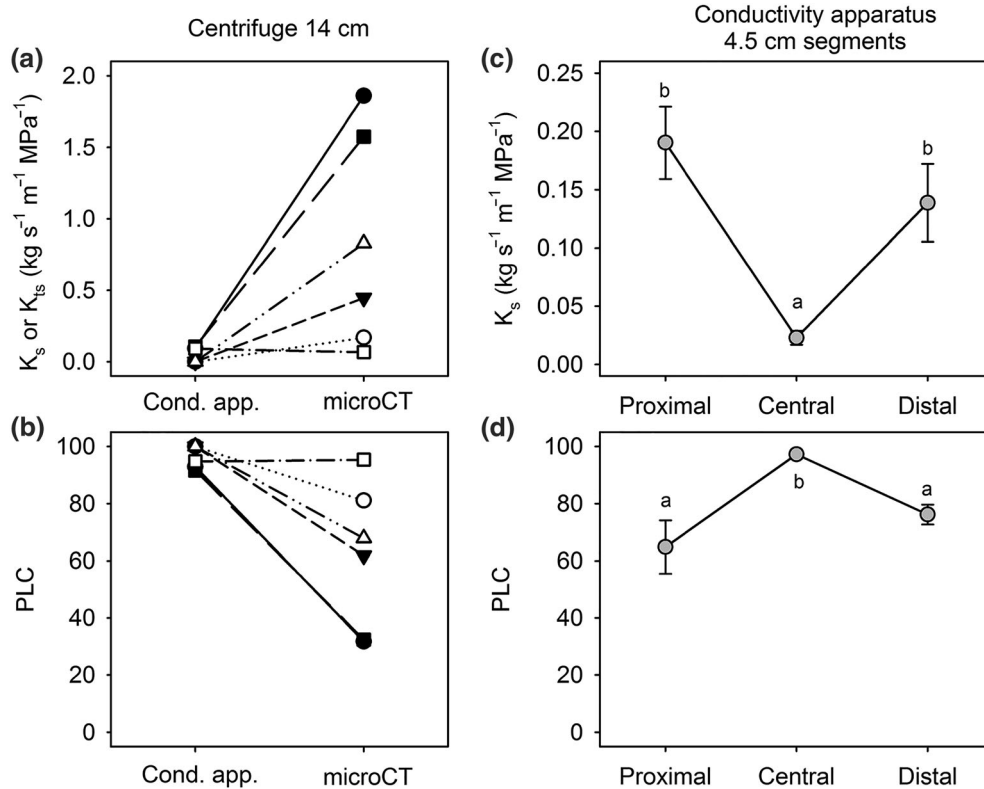 Centrifuge 14 cm
Conductivity apparatus
4.5 cm segments
(a)
Kₛ or Kₜₛ (kg s⁻¹ m⁻¹ MPa⁻¹)
2.0
1.5
1.0
0.5
0.0
Cond. app.
microCT
(c)
Kₛ (kg s⁻¹ m⁻¹ MPa⁻¹)
0.25
0.20
0.15
0.10
0.05
0.00
b
a
b
Proximal
Central
Distal
(b)
PLC
100
80
60
40
20
0
Cond. app.
microCT
(d)
PLC
100
80
60
40
20
0
a
b
a
Proximal
Central
Distal